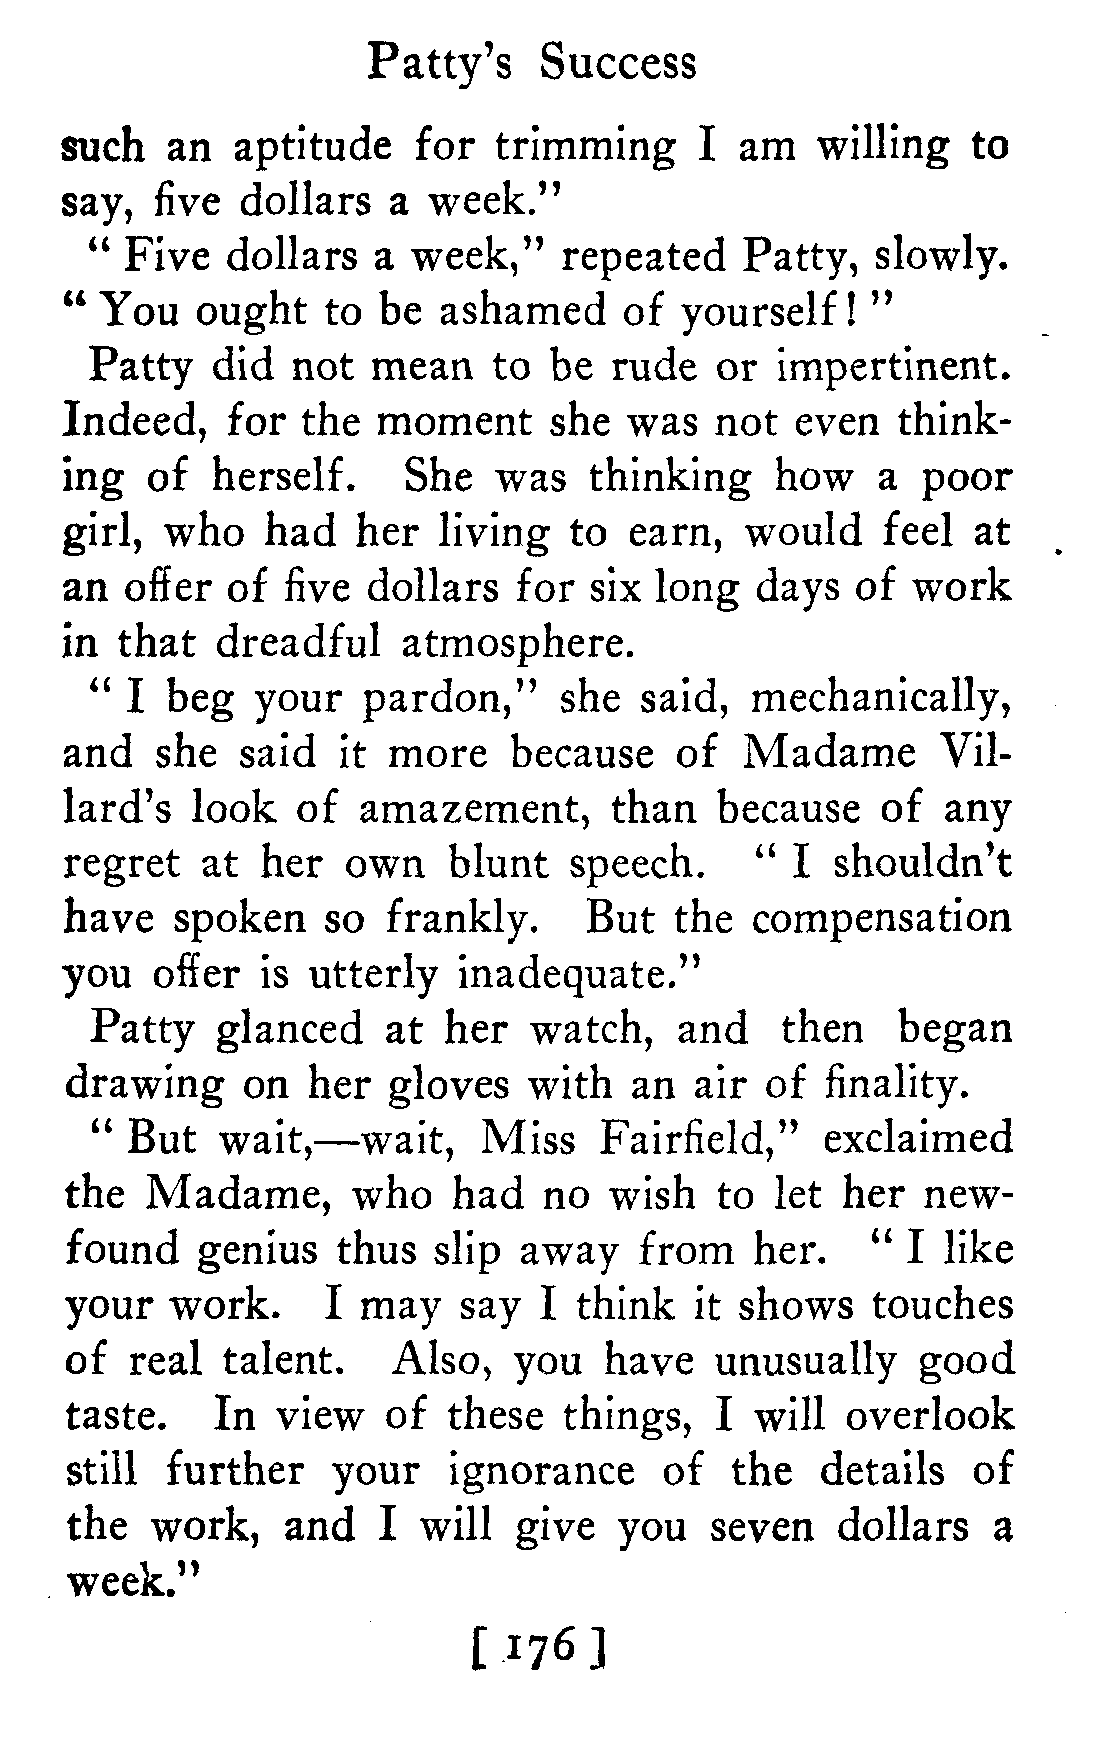 Patty's Success
such an aptitude for trimming I am willing to
say, five dollars a week."
" Five dollars a week," repeated Patty, slowly.
" You ought to be ashamed of yourself! "
Patty did not mean to be rude or impertinent.
Indeed, for the moment she was not even think-
ing of herself. She was thinking how a poor
girl, who had her living to earn, would feel at
an offer of five dollars for six long days of work
in that dreadful atmosphere.
" I beg your pardon," she said, mechanically,
and she said it more because of Madame Vil-
lard's look of amazement, than because of any
regret at her own blunt speech. " I shouldn't
have spoken so frankly. But the compensation
you offer is utterly inadequate."
Patty glanced at her watch, and then began
drawing on her gloves with an air of finality.
" But wait,—wait, Miss Fairfield," exclaimed
the Madame, who had no wish to let her new-
found genius thus slip away from her. " I like
your work. I may say I think it shows touches
of real talent. Also, you have unusually good
taste. In view of these things, I will overlook
still further your ignorance of the details of
the work, and I will give you seven dollars a
week."
[ 176 ]